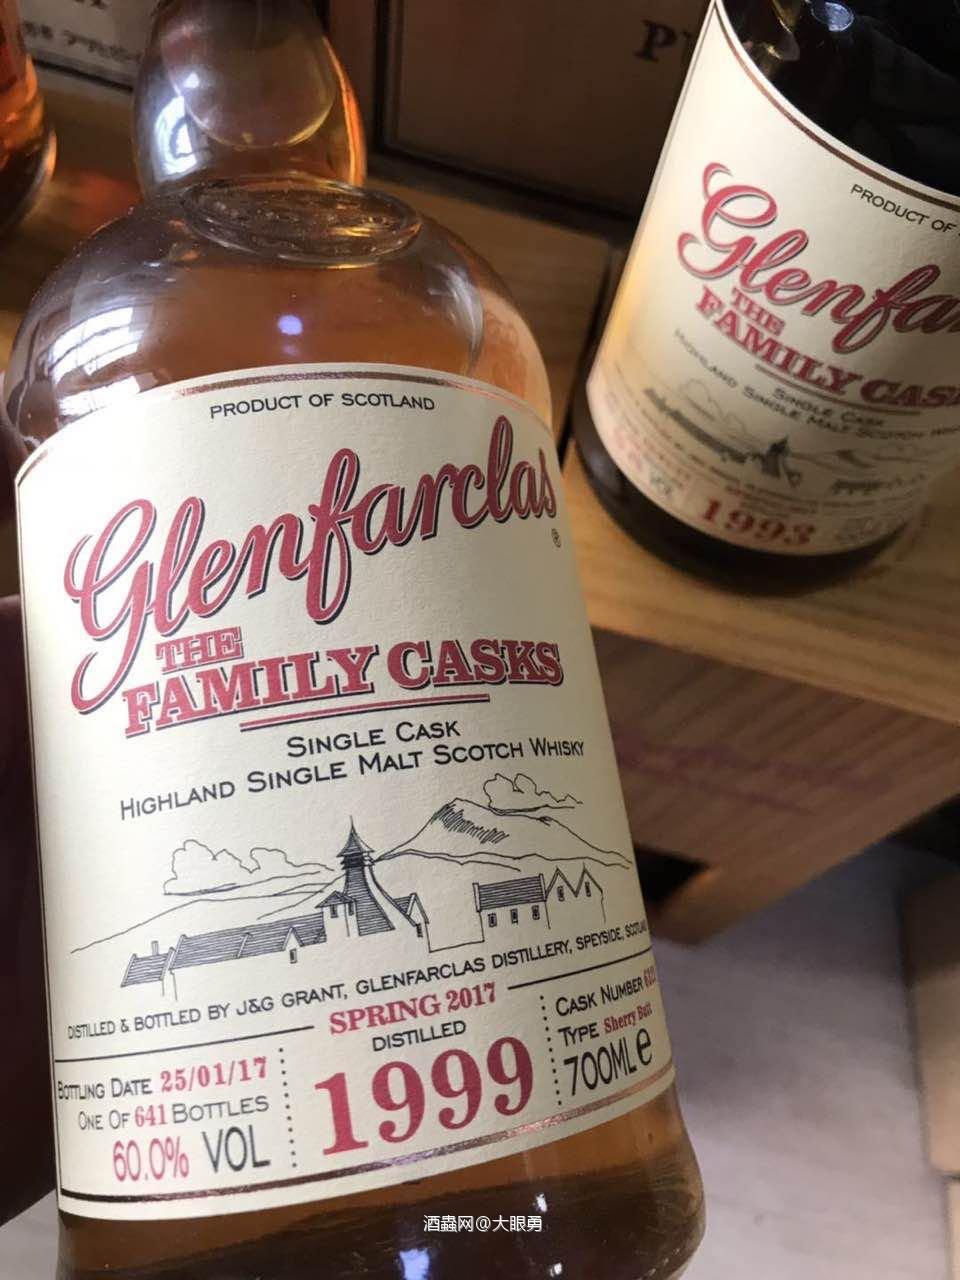 PRODUCT OF SCOTLAND
Glenfarclas
®
THE
FAMILY CASKS
SINGLE CASK
HIGHLAND SINGLE MALT SCOTCH WHISKY
DISTILLED & BOTTLED BY J&G GRANT, GLENFARCLAS DISTILLERY, SPEYSIDE, SCOTLAND
SPRING 2017
DISTILLED
1999
BOTTLING DATE 25/01/17
ONE OF 641 BOTTLES
60.0% VOL
CASK NUMBER
TYPE Sherry Butt
700ML e
PRODUCT OF
Glenfa
THE
FAMILY CASK
SINGLE CASK
HIGHLAND SINGLE MALT SCOTCH
1993
酒蟲网@大眼勇